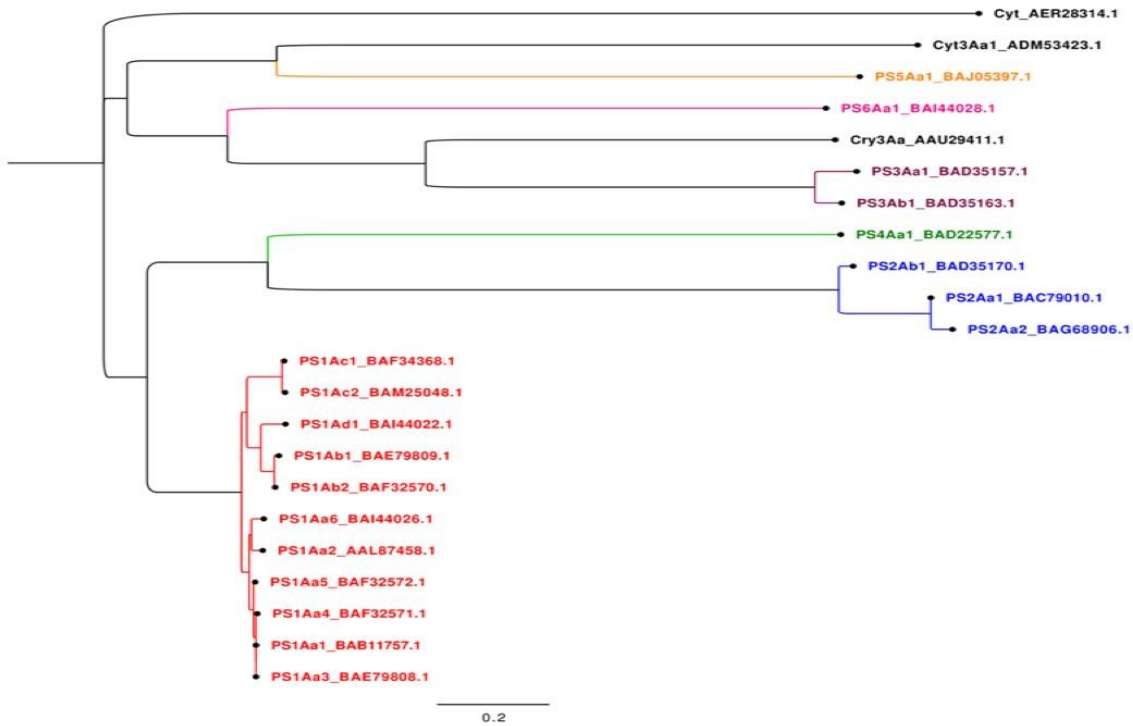 Cyt_AER28314.1
Cyt3Aa1_ADM53423.1
PS5Aa1_BAJ05397.1
PS6Aa1_BAI44028.1
Cry3Aa_AAU29411.1
PS3Aa1_BAD35157.1
PS3Ab1_BAD35163.1
PS4Aa1_BAD22577.1
PS2Ab1_BAD35170.1
PS2Aa1_BAC79010.1
PS2Aa2_BAG68906.1
PS1Ac1_BAF34368.1
PS1Ac2_BAM25048.1
PS1Ad1_BAI44022.1
PS1Ab1_BAE79809.1
PS1Ab2_BAF32570.1
PS1Aa6_BAI44026.1
PS1Aa2_AAL87458.1
PS1Aa5_BAF32572.1
PS1Aa4_BAF32571.1
PS1Aa1_BAB11757.1
PS1Aa3_BAE79808.1
0.2